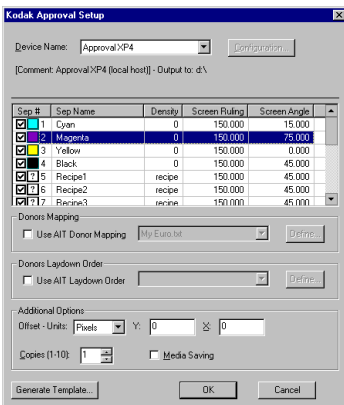 Kodak Approval Setup
Device Name: Approval XP4 Configuration...
[Comment: Approval XP4 (local host)] - Output to: d:\
Sep # Sep Name Density Screen Ruling Screen Angle
1 Cyan 0 150.000 15.000
2 Magenta 0 150.000 75.000
3 Yellow 0 150.000 0.000
4 Black 0 150.000 45.000
? 5 Recipe1 recipe 150.000 45.000
? 6 Recipe2 recipe 150.000 45.000
? 7 Recipe3 recipe 150.000 45.000
Donors Mapping
Use AIT Donor Mapping My Euro.bit Define...
Donors Laydown Order
Use AIT Laydown Order Define...
Additional Options
Offset - Units: Pixels Y: 0 X: 0
Copies (1-10): 1 Media Saving
Generate Template... OK Cancel